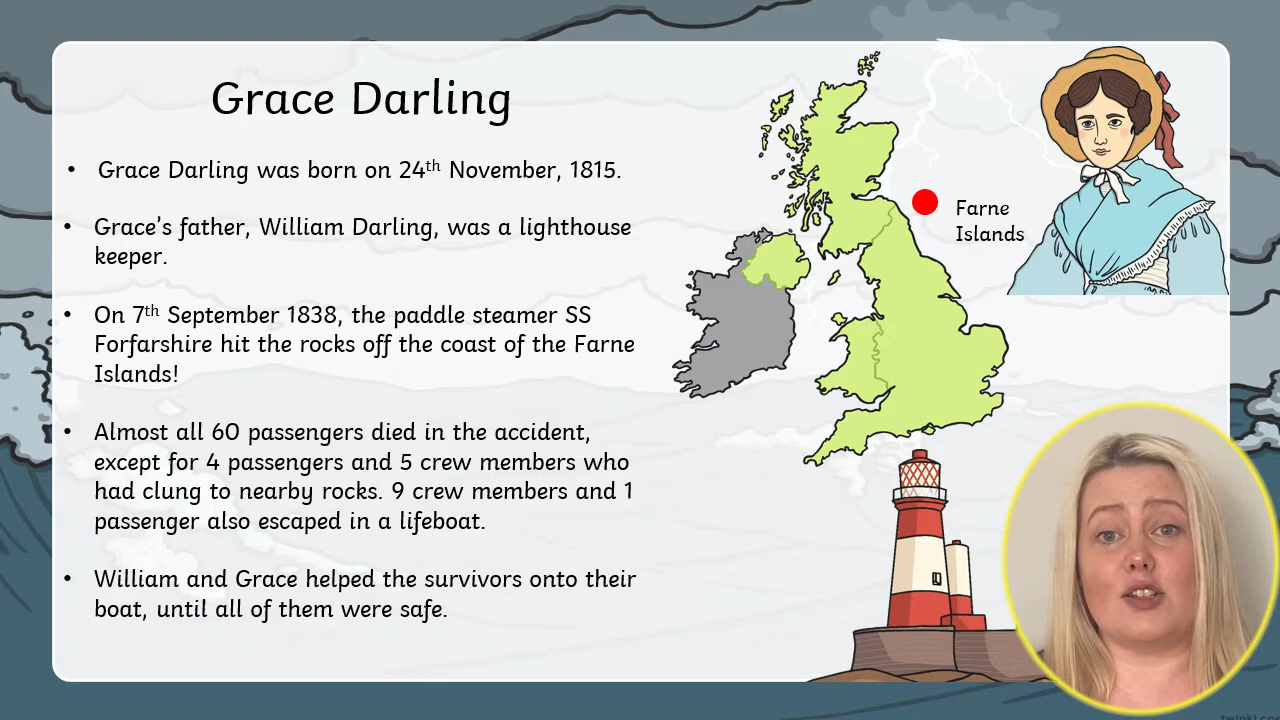 Grace Darling
• Grace Darling was born on 24th November, 1815.
• Grace's father, William Darling, was a lighthouse
keeper.
• On 7th September 1838, the paddle steamer SS
Forfarshire hit the rocks off the coast of the Farne
Islands!
• Almost all 60 passengers died in the accident,
except for 4 passengers and 5 crew members who
had clung to nearby rocks. 9 crew members and 1
passenger also escaped in a lifeboat.
• William and Grace helped the survivors onto their
boat, until all of them were safe.
Farne
Islands